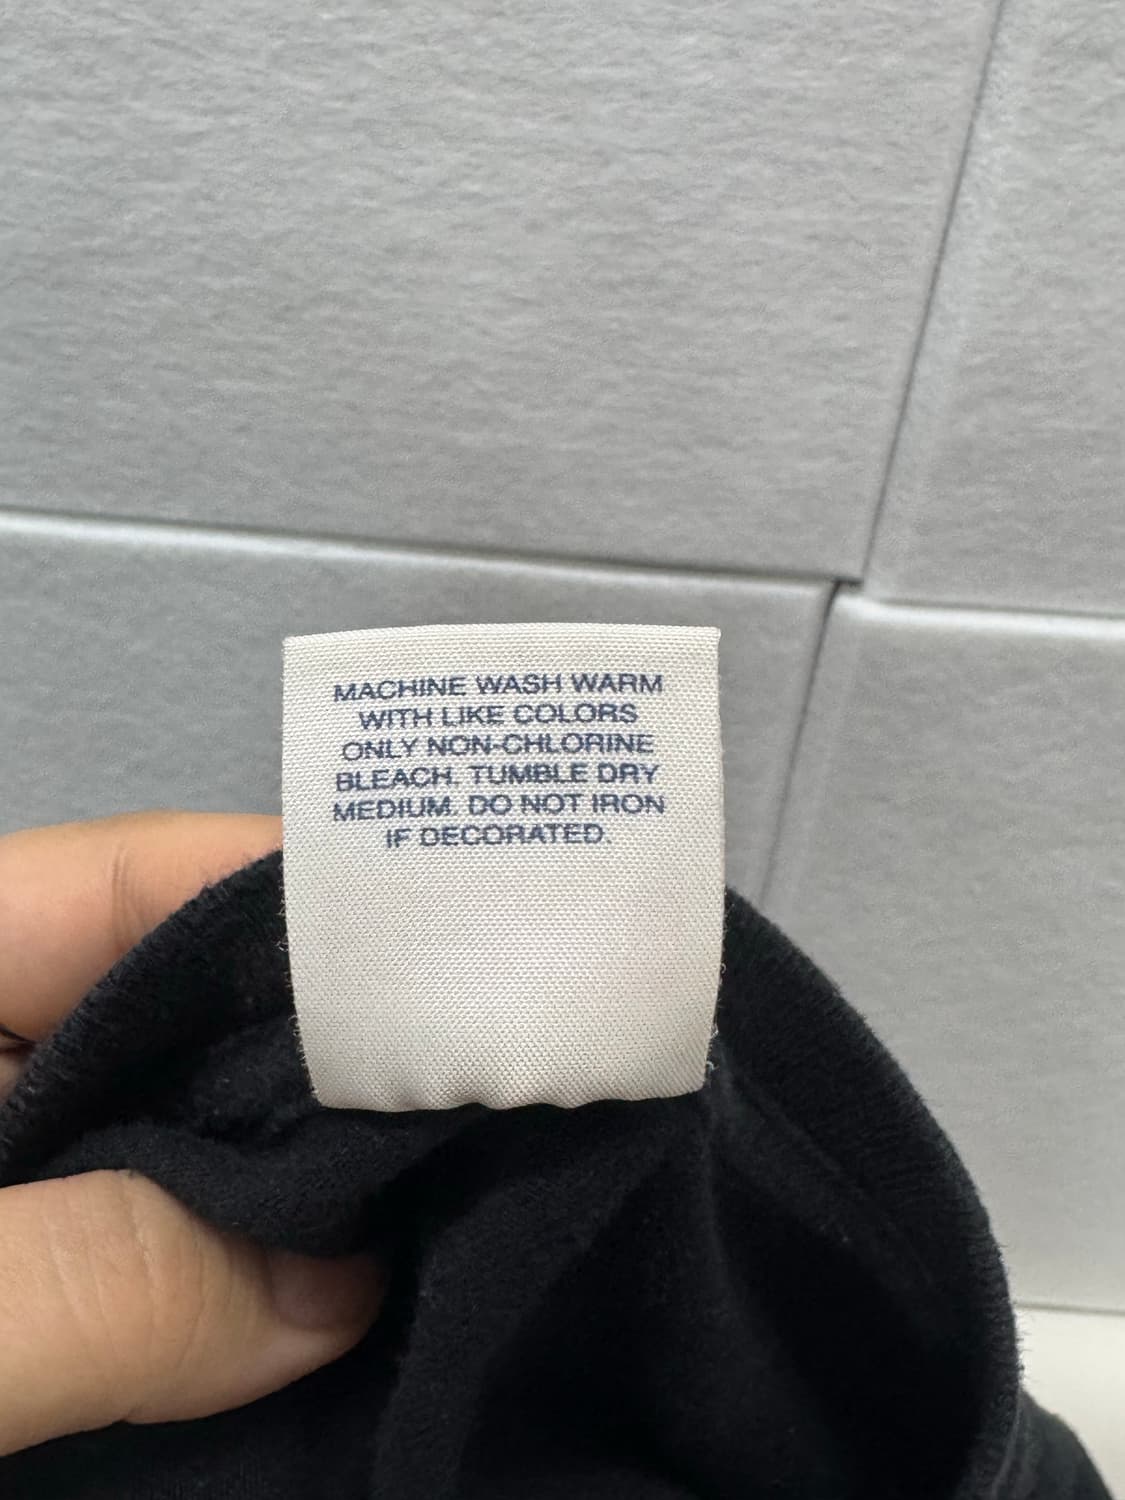 MACHINE WASH WARM
WITH LIKE COLORS
ONLY NON-CHLORINE
BLEACH. TUMBLE DRY
MEDIUM. DO NOT IRON
IF DECORATED.